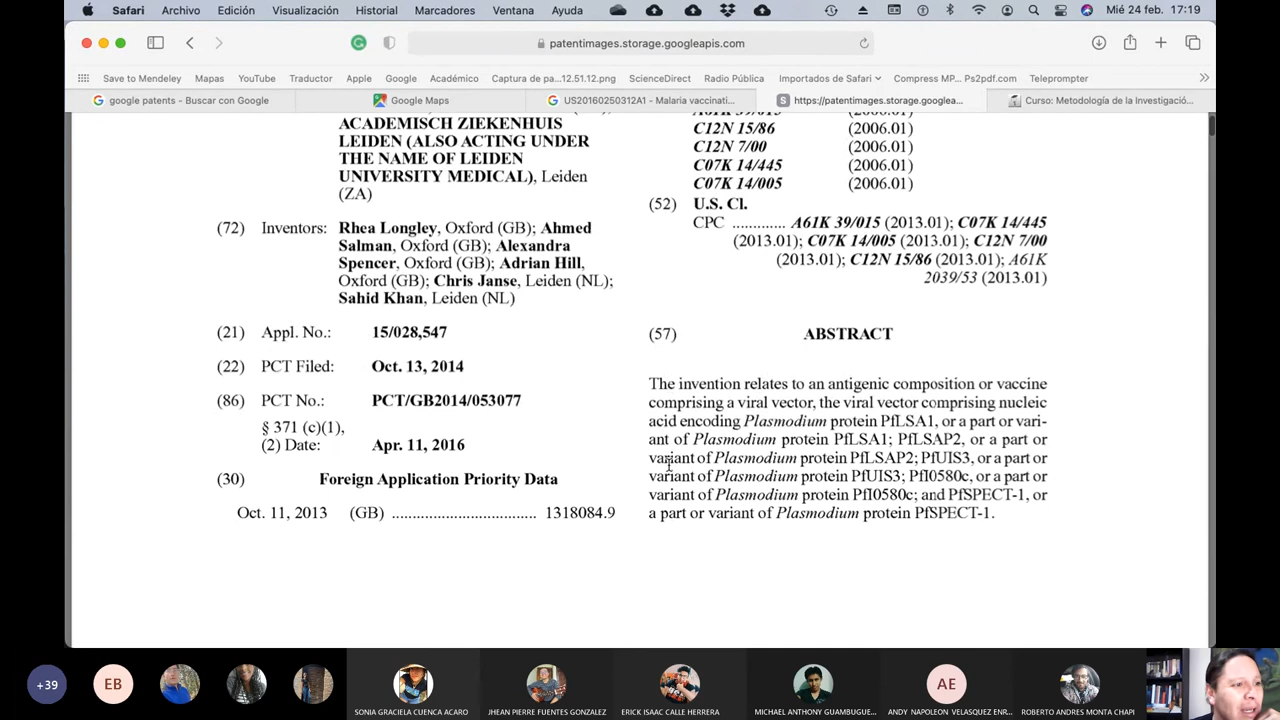 Safari Archivo Edición Visualización Historial Marcadores Ventana Ayuda Mié 24 feb. 17:19
patentimages.storage.googleapis.com
Save to Mendeley Mapas YouTube Traductor Apple Google Académico Captura de pa...12.51.12.png ScienceDirect Radio Pública Importados de Safari Compress MP... Ps2pdf.com Teleprompter
google patents - Buscar con Google Google Maps US20160250312A1 - Malaria vaccinati... https://patentimages.storage.googlea... Curso: Metodología de la Investigació...
ACADEMISCH ZIEKENHUIS
LEIDEN (ALSO ACTING UNDER
THE NAME OF LEIDEN
UNIVERSITY MEDICAL), Leiden
(ZA)
(72) Inventors: Rhea Longley, Oxford (GB); Ahmed
Salman, Oxford (GB); Alexandra
Spencer, Oxford (GB); Adrian Hill,
Oxford (GB); Chris Janse, Leiden (NL);
Sahid Khan, Leiden (NL)
(21) Appl. No.: 15/028,547
(22) PCT Filed: Oct. 13, 2014
(86) PCT No.: PCT/GB2014/053077
§ 371 (c)(1),
(2) Date: Apr. 11, 2016
(30) Foreign Application Priority Data
Oct. 11, 2013 (GB) .................................. 1318084.9
A61K 39/015 (2006.01)
C12N 15/86 (2006.01)
C12N 7/00 (2006.01)
C07K 14/445 (2006.01)
C07K 14/005 (2006.01)
(52) U.S. Cl.
CPC ............. A61K 39/015 (2013.01); C07K 14/445
(2013.01); C07K 14/005 (2013.01); C12N 7/00
(2013.01); C12N 15/86 (2013.01); A61K
2039/53 (2013.01)
(57) ABSTRACT
The invention relates to an antigenic composition or vaccine
comprising a viral vector, the viral vector comprising nucleic
acid encoding Plasmodium protein PfLSA1, or a part or vari-
ant of Plasmodium protein PfLSA1; PfLSAP2, or a part or
variant of Plasmodium protein PfLSAP2; PfUIS3, or a part or
variant of Plasmodium protein PfUIS3; PfI0580c, or a part or
variant of Plasmodium protein PfI0580c; and PfSPECT-1, or
a part or variant of Plasmodium protein PfSPECT-1.
+39 EB AE
SONIA GRACIELA CUENCA ACARO JHEAN PIERRE FUENTES GONZALEZ ERICK ISAAC CALLE HERRERA MICHAEL ANTHONY GUAMBUGUE... ANDY NAPOLEON VELASQUEZ ENR... ROBERTO ANDRES MONTA CHAPI